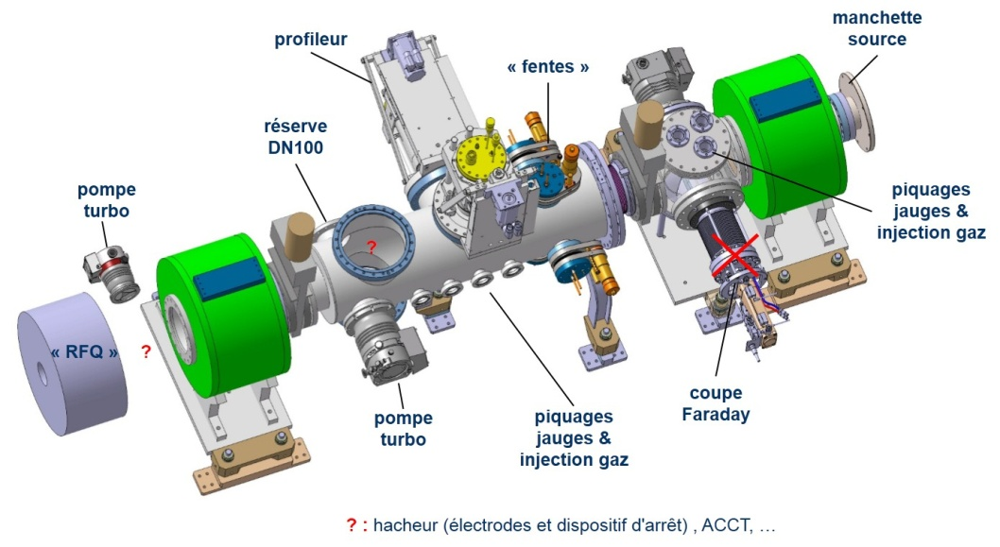 manchette
source
profileur
« fentes »
réserve
DN100
pompe
turbo
piquages
jauges &
injection gaz
« RFQ »
?
?
pompe
turbo
piquages
jauges &
injection gaz
coupe
Faraday
? : hacheur (électrodes et dispositif d'arrêt) , ACCT, …